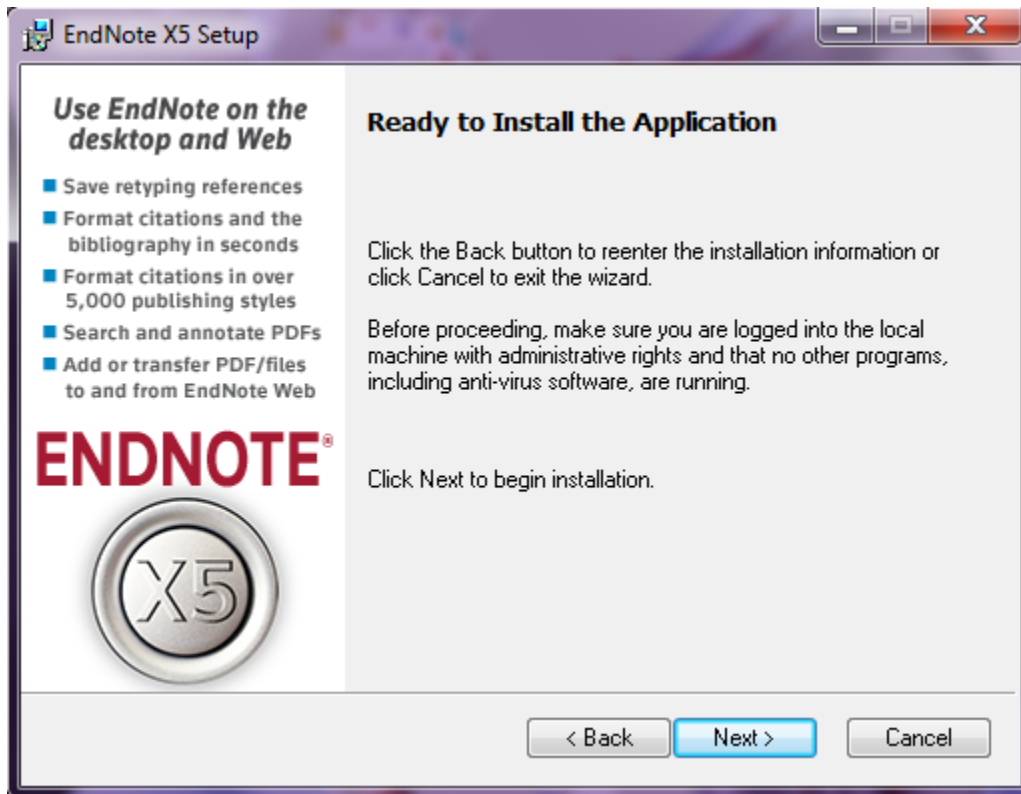 EndNote X5 Setup
Use EndNote on the
desktop and Web
Save retyping references
Format citations and the
bibliography in seconds
Format citations in over
5,000 publishing styles
Search and annotate PDFs
Add or transfer PDF/files
to and from EndNote Web
ENDNOTE®
X5
Ready to Install the Application
Click the Back button to reenter the installation information or
click Cancel to exit the wizard.
Before proceeding, make sure you are logged into the local
machine with administrative rights and that no other programs,
including anti-virus software, are running.
Click Next to begin installation.
< Back
Next >
Cancel